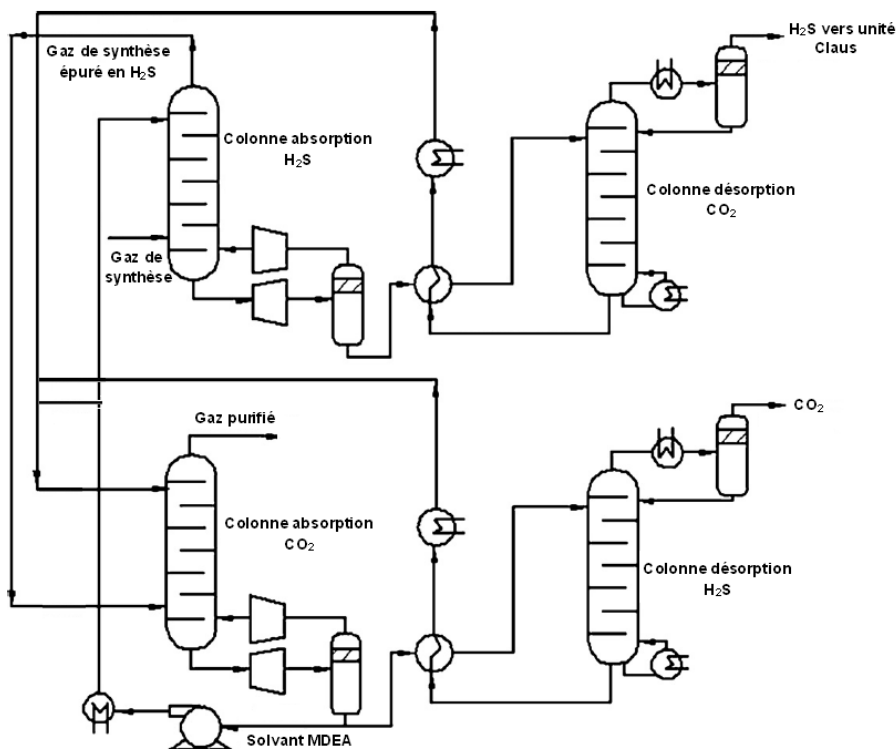 Gaz de synthèse
épuré en H₂S
H₂S vers unité
Claus
Colonne absorption
H₂S
Colonne désorption
CO₂
Gaz de
synthèse
Gaz purifié
CO₂
Colonne absorption
CO₂
Colonne désorption
H₂S
Solvant MDEA